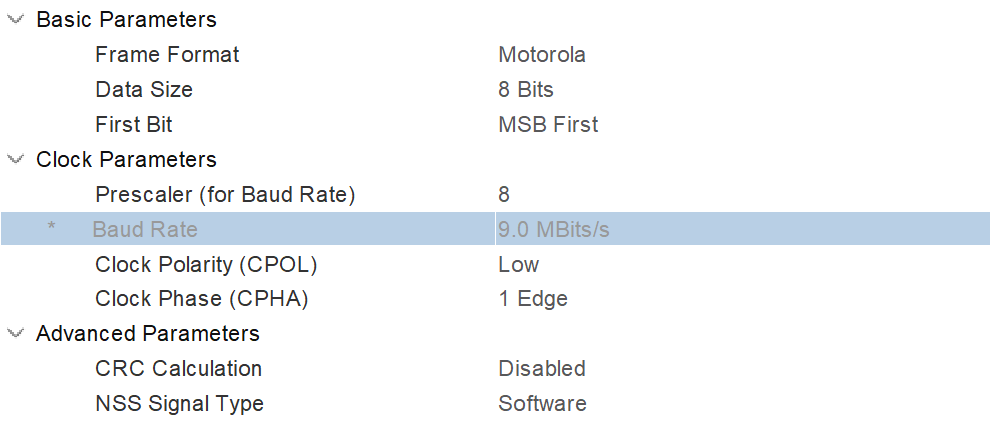 Basic Parameters
Frame Format Motorola
Data Size 8 Bits
First Bit MSB First
Clock Parameters
Prescaler (for Baud Rate) 8
* Baud Rate 9.0 MBits/s
Clock Polarity (CPOL) Low
Clock Phase (CPHA) 1 Edge
Advanced Parameters
CRC Calculation Disabled
NSS Signal Type Software